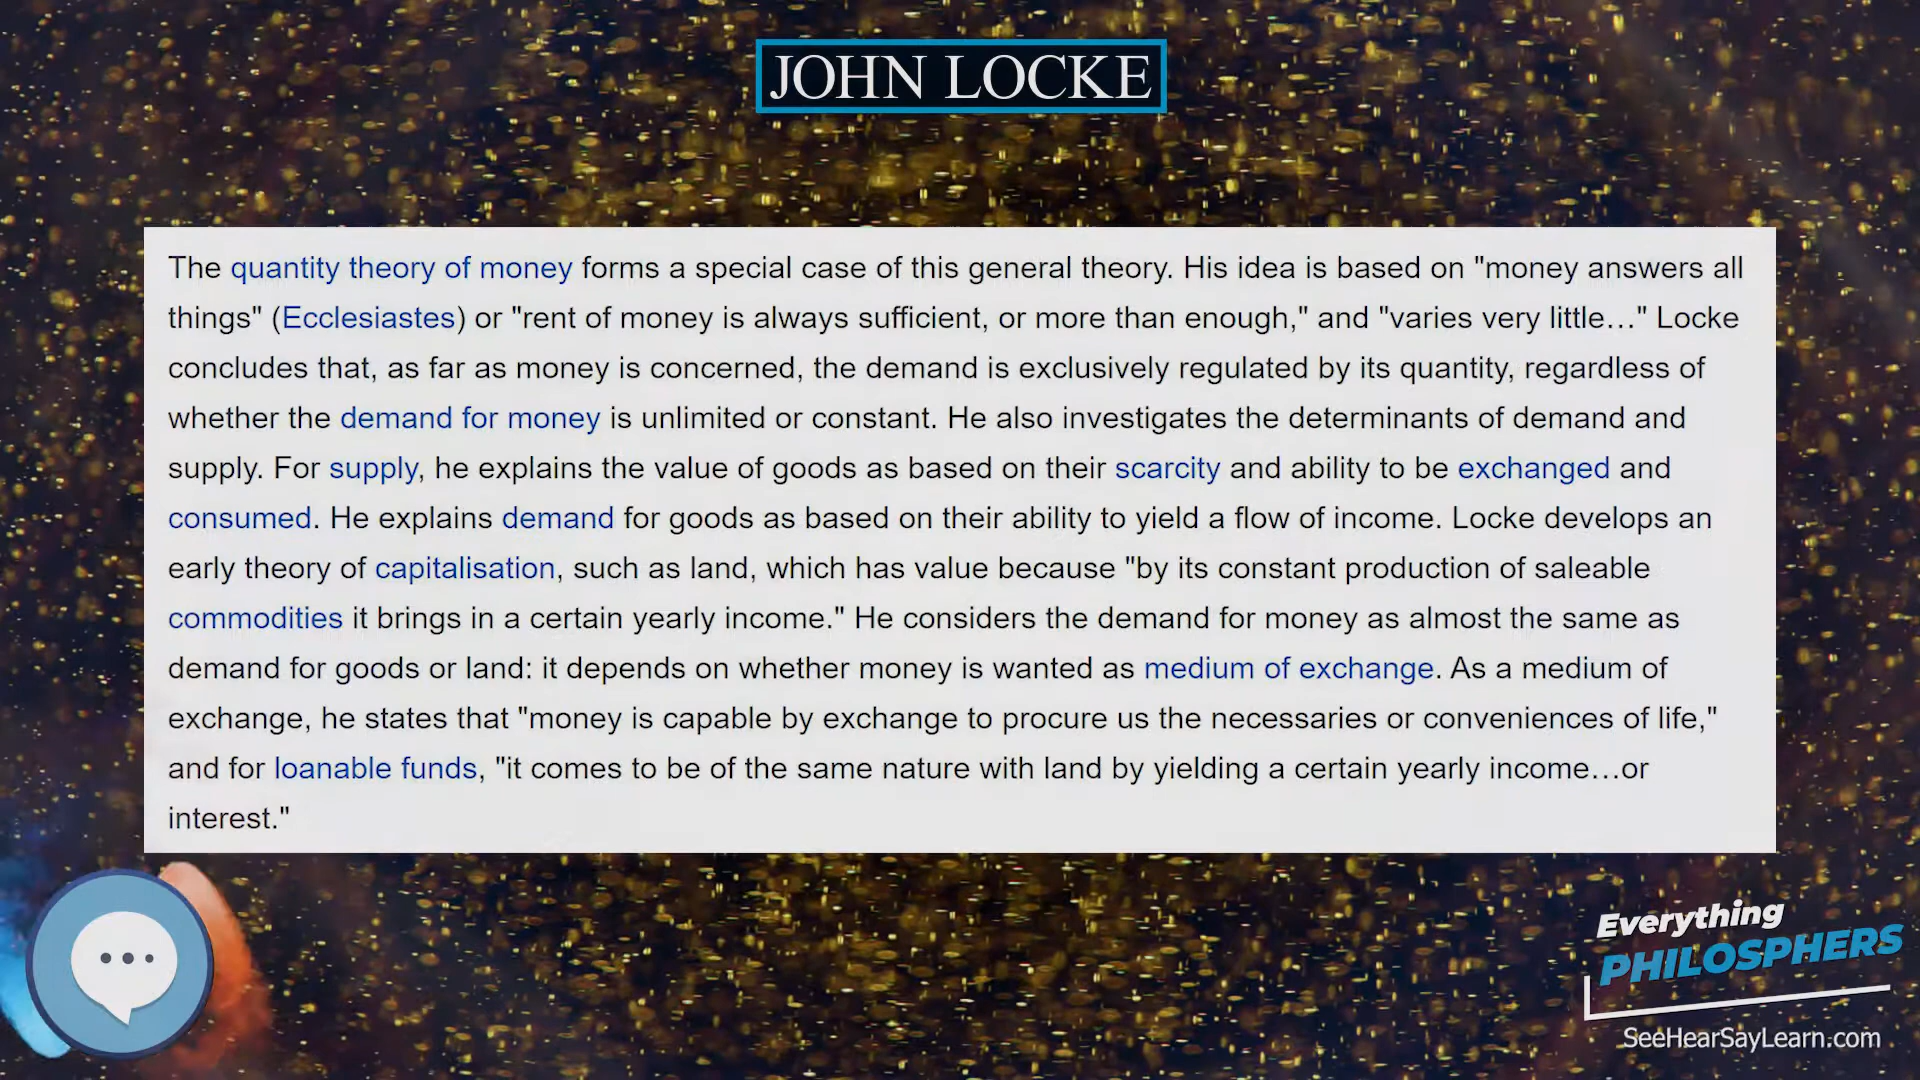 JOHN LOCKE
The quantity theory of money forms a special case of this general theory. His idea is based on "money answers all
things" (Ecclesiastes) or "rent of money is always sufficient, or more than enough," and "varies very little…" Locke
concludes that, as far as money is concerned, the demand is exclusively regulated by its quantity, regardless of
whether the demand for money is unlimited or constant. He also investigates the determinants of demand and
supply. For supply, he explains the value of goods as based on their scarcity and ability to be exchanged and
consumed. He explains demand for goods as based on their ability to yield a flow of income. Locke develops an
early theory of capitalisation, such as land, which has value because "by its constant production of saleable
commodities it brings in a certain yearly income." He considers the demand for money as almost the same as
demand for goods or land: it depends on whether money is wanted as medium of exchange. As a medium of
exchange, he states that "money is capable by exchange to procure us the necessaries or conveniences of life,"
and for loanable funds, "it comes to be of the same nature with land by yielding a certain yearly income…or
interest."
Everything
PHILOSPHERS
SeeHearSayLearn.com